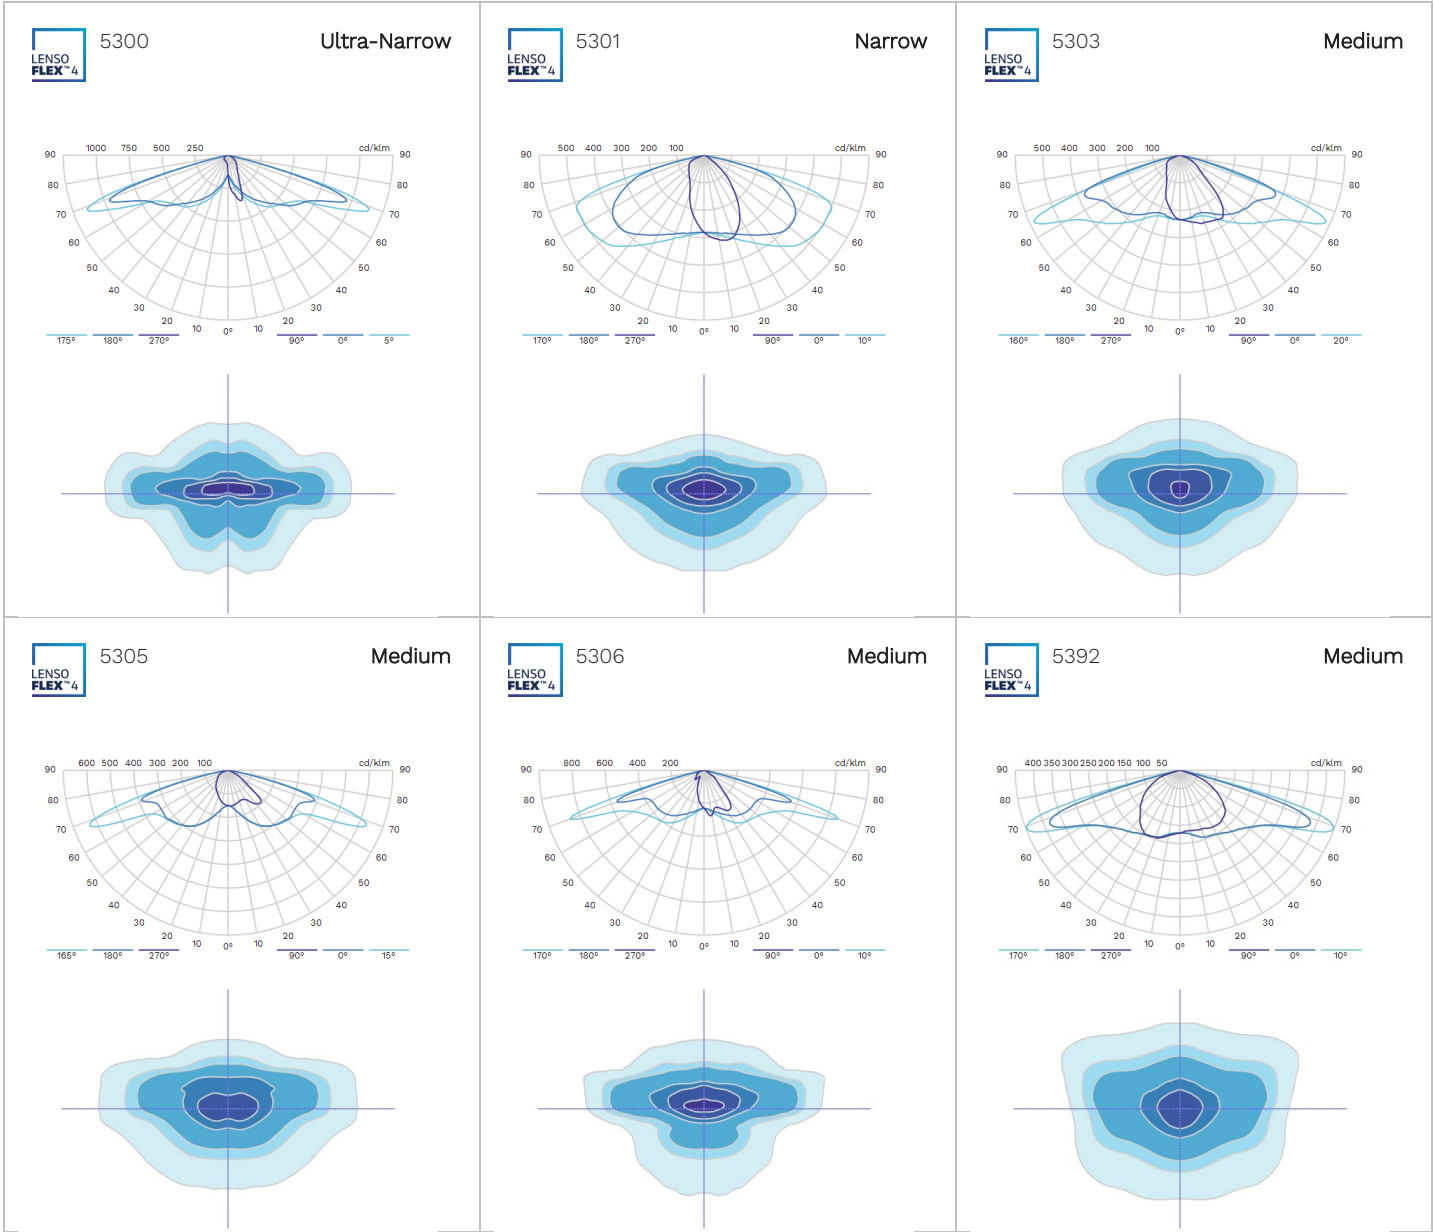 5300 Ultra-Narrow
LENSO
FLEX™4
1000 750 500 250 cd/klm
90 90
80 80
70 70
60 60
50 50
40 40
30 30
20 10 0° 10 20
175° 180° 270° 90° 0° 5°
5301 Narrow
LENSO
FLEX™4
500 400 300 200 100 cd/klm
90 90
80 80
70 70
60 60
50 50
40 40
30 30
20 10 0° 10 20
170° 180° 270° 90° 0° 10°
5303 Medium
LENSO
FLEX™4
500 400 300 200 100 cd/klm
90 90
80 80
70 70
60 60
50 50
40 40
30 30
20 10 0° 10 20
160° 180° 270° 90° 0° 20°
5305 Medium
LENSO
FLEX™4
600 500 400 300 200 100 cd/klm
90 90
80 80
70 70
60 60
50 50
40 40
30 30
20 10 0° 10 20
165° 180° 270° 90° 0° 15°
5306 Medium
LENSO
FLEX™4
800 600 400 200 cd/klm
90 90
80 80
70 70
60 60
50 50
40 40
30 30
20 10 0° 10 20
170° 180° 270° 90° 0° 10°
5392 Medium
LENSO
FLEX™4
400 350 300 250 200 150 100 50 cd/klm
90 90
80 80
70 70
60 60
50 50
40 40
30 30
20 10 0° 10 20
170° 180° 270° 90° 0° 10°